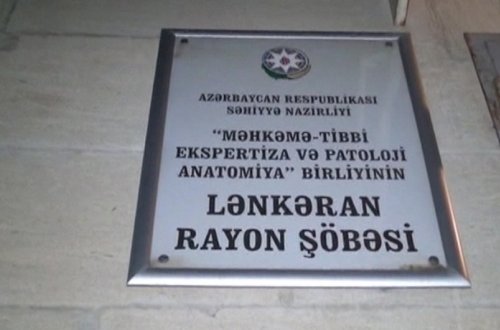 AZƏRBAYCAN RESPUBLİKASI
SƏHİYYƏ NAZİRLİYİ
“MƏHKƏMƏ-TİBBİ
EKSPERTİZA VƏ PATOLOJİ
ANATOMİYA” BİRLİYİNİN
LƏNKƏRAN
RAYON ŞÖBƏSİ